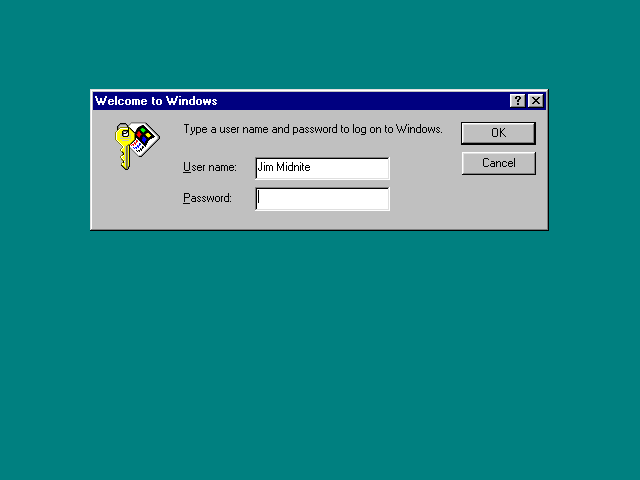 Welcome to Windows
Type a user name and password to log on to Windows.
OK
User name: Jim Midnite
Cancel
Password: